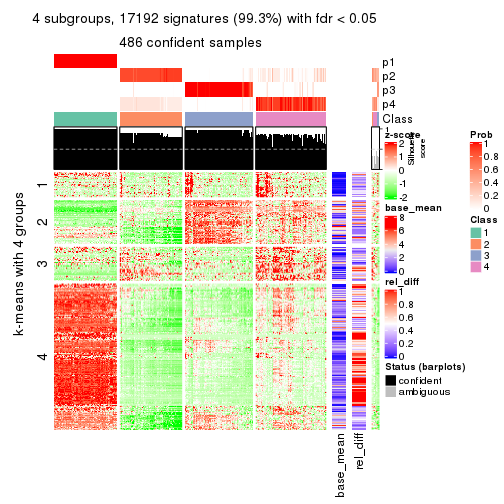 4 subgroups, 17192 signatures (99.3%) with fdr < 0.05
486 confident samples
p1
p2
p3
p4
Class
1
Silhouette
score
k-means with 4 groups
1
2
3
4
base_mean
rel_diff
z-score
2
1
0
-1
-2
base_mean
8
6
4
2
0
rel_diff
1
0.8
0.6
0.4
0.2
0
Status (barplots)
confident
ambiguous
Prob
1
0.8
0.6
0.4
0.2
0
Class
1
2
3
4